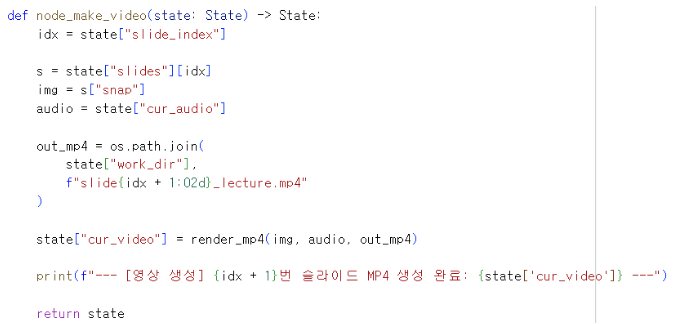 def node_make_video(state: State) -> State:
    idx = state["slide_index"]

    s = state["slides"][idx]
    img = s["snap"]
    audio = state["cur_audio"]

    out_mp4 = os.path.join(
        state["work_dir"],
        f"slide{idx + 1:02d}_lecture.mp4"
    )

    state["cur_video"] = render_mp4(img, audio, out_mp4)

    print(f"--- [영상 생성] {idx + 1}번 슬라이드 MP4 생성 완료: {state['cur_video']} ---")

    return state